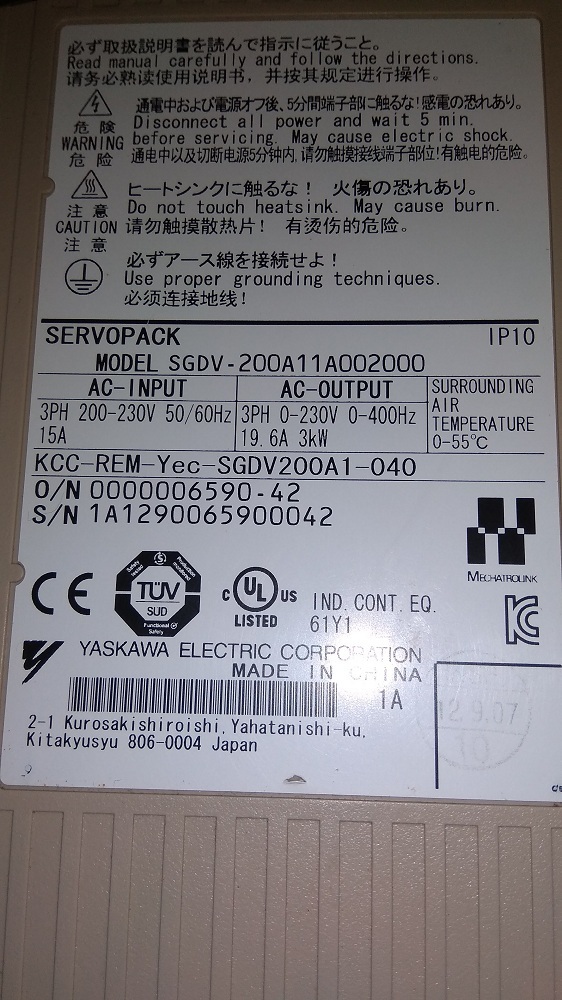 必ず取扱説明書を読んで指示に従うこと。
Read manual carefully and follow the directions.
请务必熟读使用说明书，并按其规定进行操作。
危険
WARNING
危险
通電中および電源オフ後、5分間端子部に触るな！感電の恐れあり。
Disconnect all power and wait 5 min.
before servicing. May cause electric shock.
通电中以及切断电源5分钟内，请勿触摸接线端子部位！有触电的危险。
注意
CAUTION
注意
ヒートシンクに触るな！ 火傷の恐れあり。
Do not touch heatsink. May cause burn.
请勿触摸散热片！ 有烫伤的危险。
必ずアース線を接続せよ！
Use proper grounding techniques.
必须连接地线！
SERVOPACK IP10
MODEL SGDV-200A11A002000
AC-INPUT
3PH 200-230V 50/60Hz
15A
AC-OUTPUT
3PH 0-230V 0-400Hz
19.6A 3kW
SURROUNDING
AIR
TEMPERATURE
0-55℃
KCC-REM-Yec-SGDV200A1-040
O/N 0000006590-42
S/N 1A1290065900042
MECHATROLINK
CE
TÜV
SUD
Functional
Safety
C UL US
LISTED
IND. CONT. EQ.
61Y1
YASKAWA ELECTRIC CORPORATION
MADE IN CHINA
1A
12.9.07
2-1 Kurosakishiroishi, Yahatanishi-ku,
Kitakyusyu 806-0004 Japan